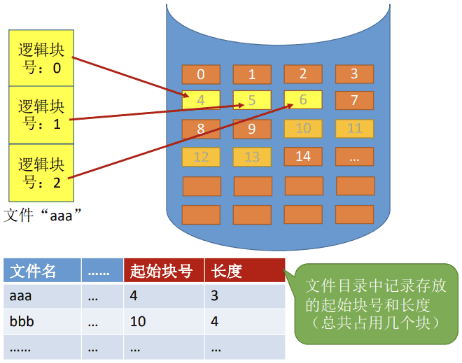 逻辑块
号：0
逻辑块
号：1
逻辑块
号：2
文件“aaa”
0 1 2 3
4 5 6 7
8 9 10 11
12 13 14 …
文件名 …… 起始块号 长度
aaa … 4 3
bbb … 10 4
…… … … …
文件目录中记录存放
的起始块号和长度
（总共占用几个块）